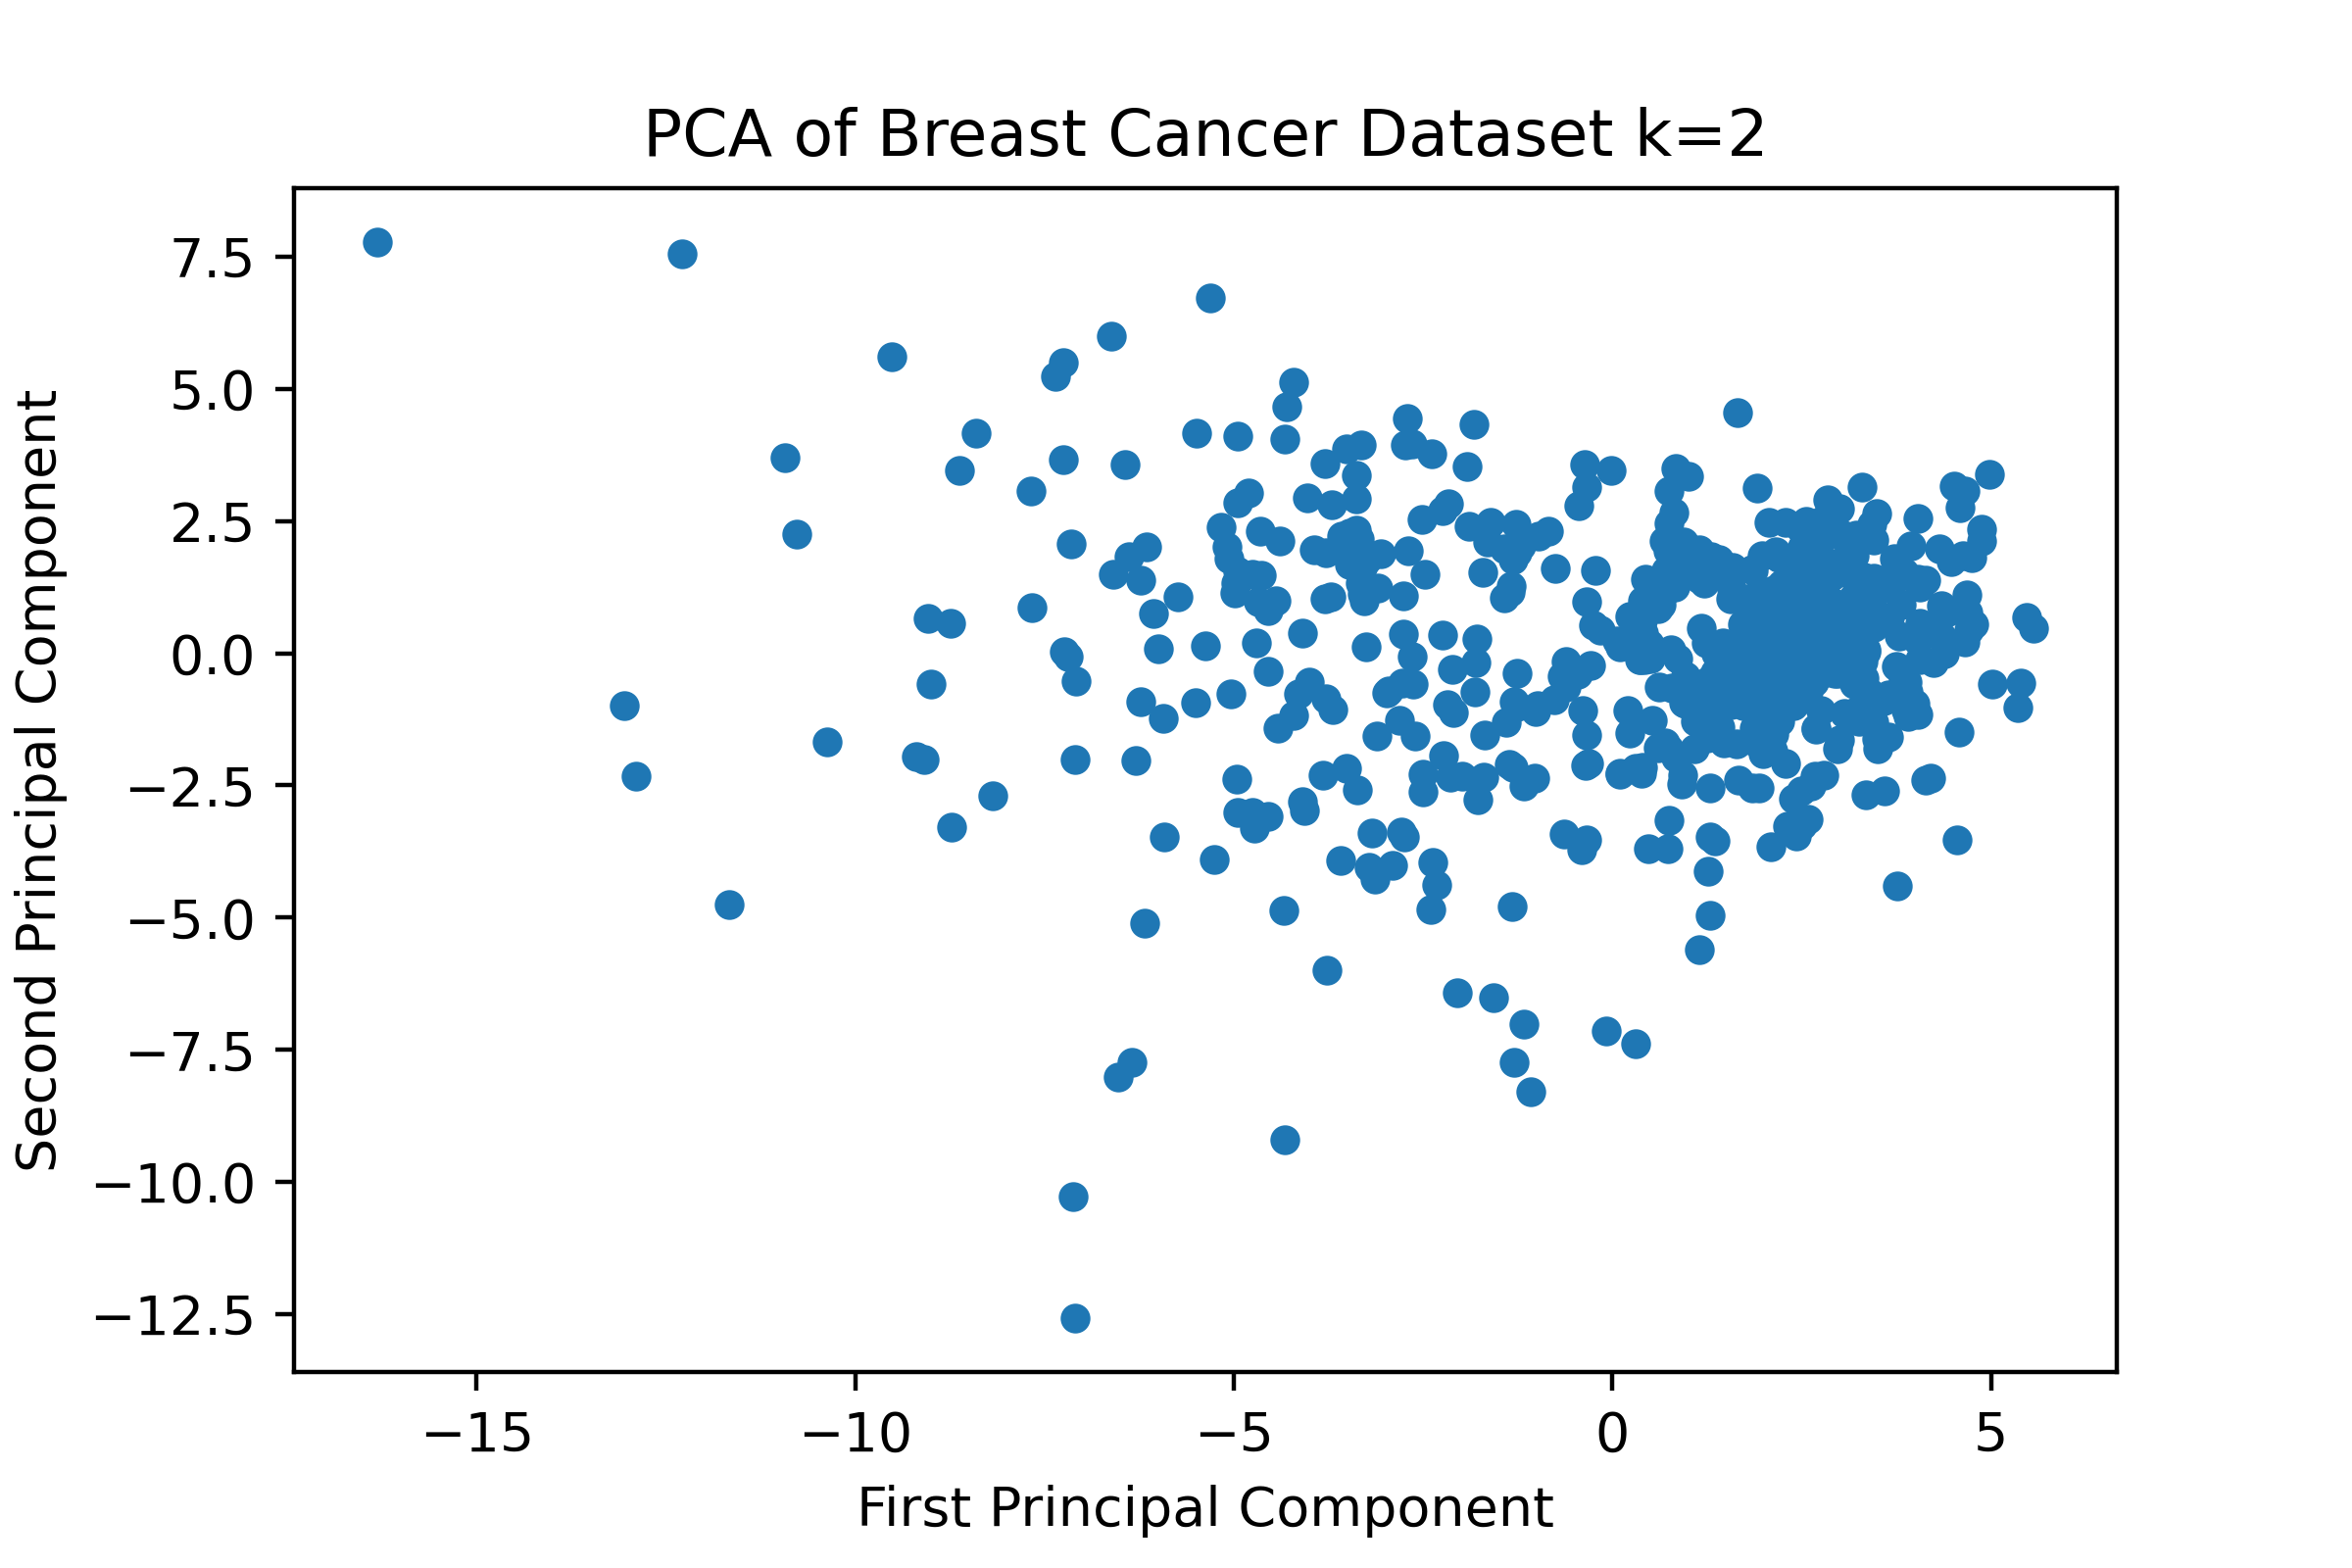 PCA of Breast Cancer Dataset k=2
Second Principal Component
7.5
5.0
2.5
0.0
−2.5
−5.0
−7.5
−10.0
−12.5
−15 −10 −5 0 5
First Principal Component